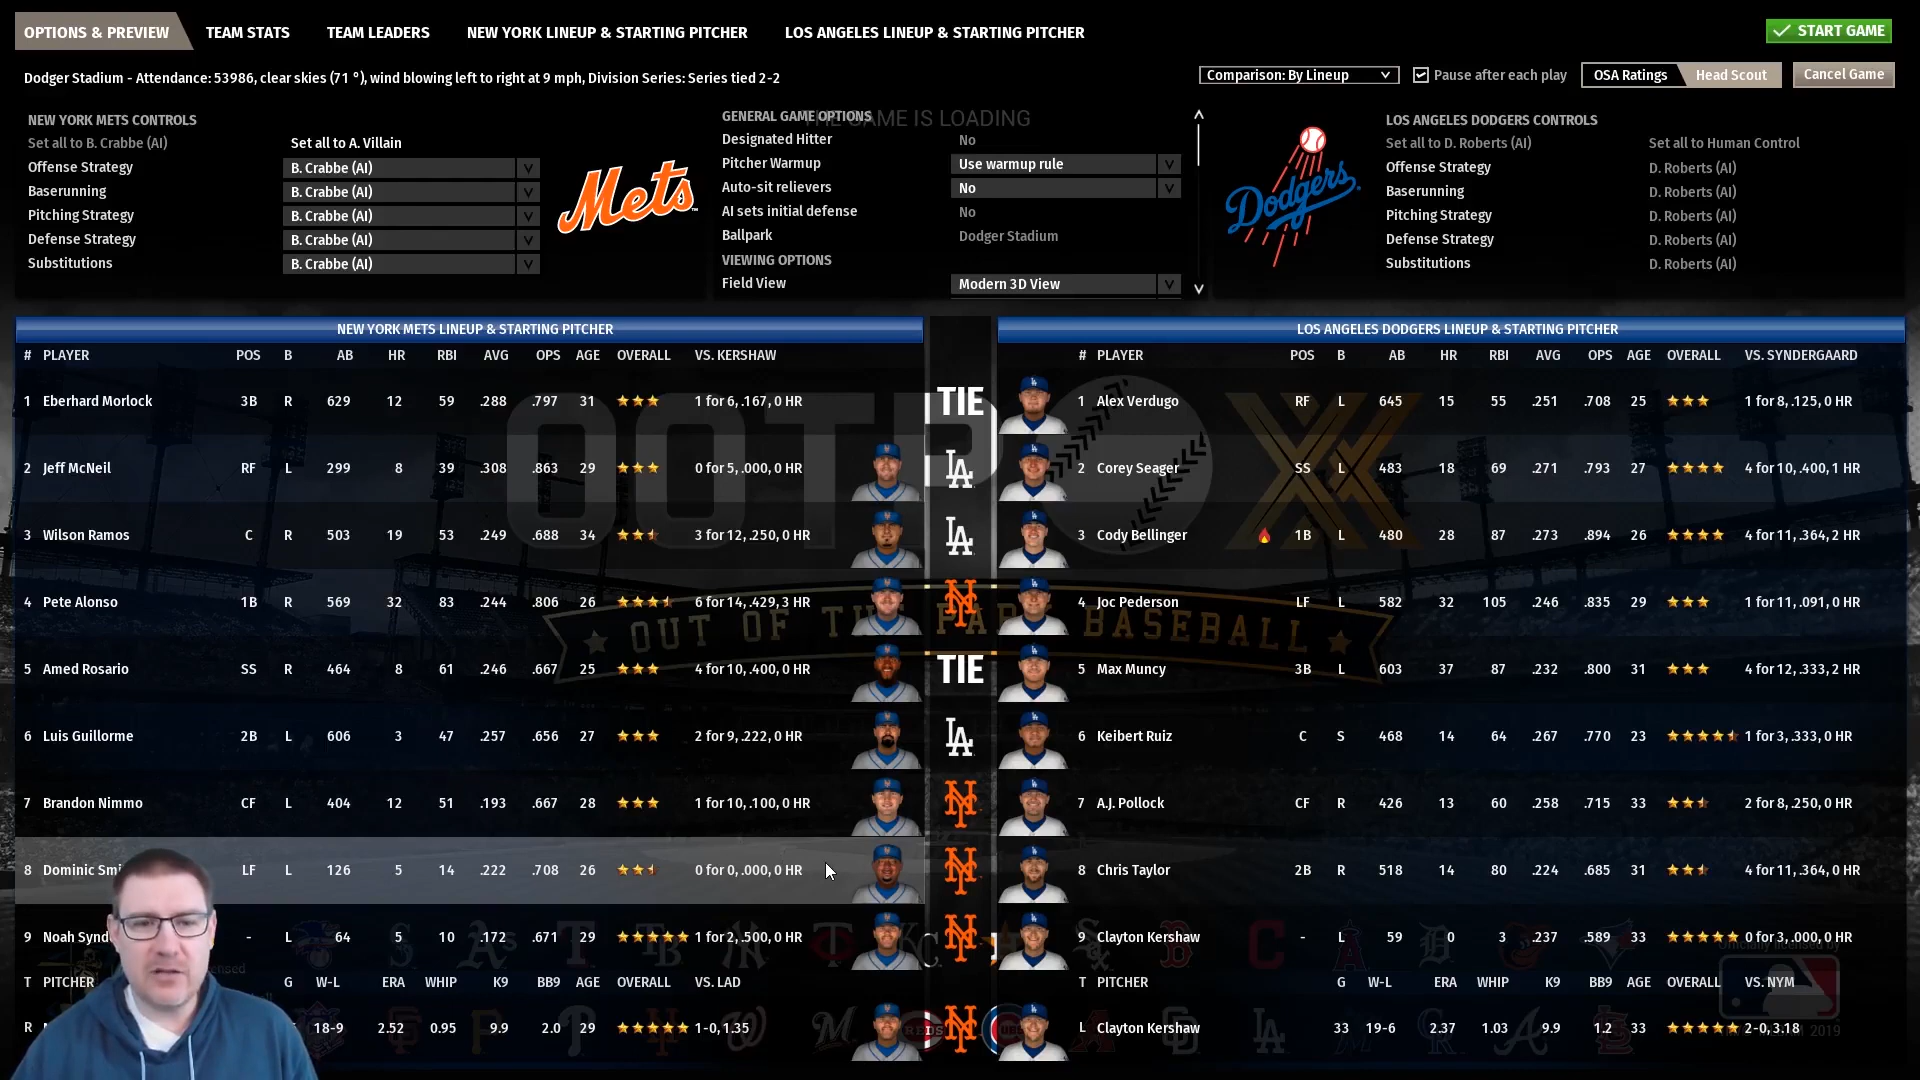 OPTIONS & PREVIEW TEAM STATS TEAM LEADERS NEW YORK LINEUP & STARTING PITCHER LOS ANGELES LINEUP & STARTING PITCHER START GAME
Dodger Stadium - Attendance: 53986, clear skies (71 °), wind blowing left to right at 9 mph, Division Series: Series tied 2-2
Comparison: By Lineup Pause after each play OSA Ratings Head Scout Cancel Game
NEW YORK METS CONTROLS
Set all to B. Crabbe (AI) Set all to A. Villain
Offense Strategy B. Crabbe (AI)
Baserunning B. Crabbe (AI)
Pitching Strategy B. Crabbe (AI)
Defense Strategy B. Crabbe (AI)
Substitutions B. Crabbe (AI)
Mets
GAME IS LOADING
GENERAL GAME OPTIONS
Designated Hitter No
Pitcher Warmup Use warmup rule
Auto-sit relievers No
AI sets initial defense No
Ballpark Dodger Stadium
VIEWING OPTIONS
Field View Modern 3D View
Dodgers
LOS ANGELES DODGERS CONTROLS
Set all to D. Roberts (AI) Set all to Human Control
Offense Strategy D. Roberts (AI)
Baserunning D. Roberts (AI)
Pitching Strategy D. Roberts (AI)
Defense Strategy D. Roberts (AI)
Substitutions D. Roberts (AI)
NEW YORK METS LINEUP & STARTING PITCHER
# PLAYER POS B AB HR RBI AVG OPS AGE OVERALL VS. KERSHAW
1 Eberhard Morlock 3B R 629 12 59 .288 .797 31 1 for 6, .167, 0 HR
2 Jeff McNeil RF L 299 8 39 .308 .863 29 0 for 5, .000, 0 HR
3 Wilson Ramos C R 503 19 53 .249 .688 34 3 for 12, .250, 0 HR
4 Pete Alonso 1B R 569 32 83 .244 .806 26 6 for 14, .429, 3 HR
5 Amed Rosario SS R 464 8 61 .246 .667 25 4 for 10, .400, 0 HR
6 Luis Guillorme 2B L 606 3 47 .257 .656 27 2 for 9, .222, 0 HR
7 Brandon Nimmo CF L 404 12 51 .193 .667 28 1 for 10, .100, 0 HR
8 Dominic Smi LF L 126 5 14 .222 .708 26 0 for 0, .000, 0 HR
9 Noah Synd - L 64 5 10 .172 .671 29 1 for 2, .500, 0 HR
T PITCHER G W-L ERA WHIP K9 BB9 AGE OVERALL VS. LAD
R 18-9 2.52 0.95 9.9 2.0 29 1-0, 1.35
TIE
LA
LA
NY
TIE
LA
NY
NY
NY
NY
LOS ANGELES DODGERS LINEUP & STARTING PITCHER
# PLAYER POS B AB HR RBI AVG OPS AGE OVERALL VS. SYNDERGAARD
1 Alex Verdugo RF L 645 15 55 .251 .708 25 1 for 8, .125, 0 HR
2 Corey Seager SS L 483 18 69 .271 .793 27 4 for 10, .400, 1 HR
3 Cody Bellinger 1B L 480 28 87 .273 .894 26 4 for 11, .364, 2 HR
4 Joc Pederson LF L 582 32 105 .246 .835 29 1 for 11, .091, 0 HR
5 Max Muncy 3B L 603 37 87 .232 .800 31 4 for 12, .333, 2 HR
6 Keibert Ruiz C S 468 14 64 .267 .770 23 1 for 3, .333, 0 HR
7 A.J. Pollock CF R 426 13 60 .258 .715 33 2 for 8, .250, 0 HR
8 Chris Taylor 2B R 518 14 80 .224 .685 31 4 for 11, .364, 0 HR
9 Clayton Kershaw - L 59 0 3 .237 .589 33 0 for 3, .000, 0 HR
T PITCHER G W-L ERA WHIP K9 BB9 AGE OVERALL VS. NYM
L Clayton Kershaw 33 19-6 2.37 1.03 9.9 1.2 33 2-0, 3.18
OOTP XX
OUT OF THE PARK BASEBALL
2019